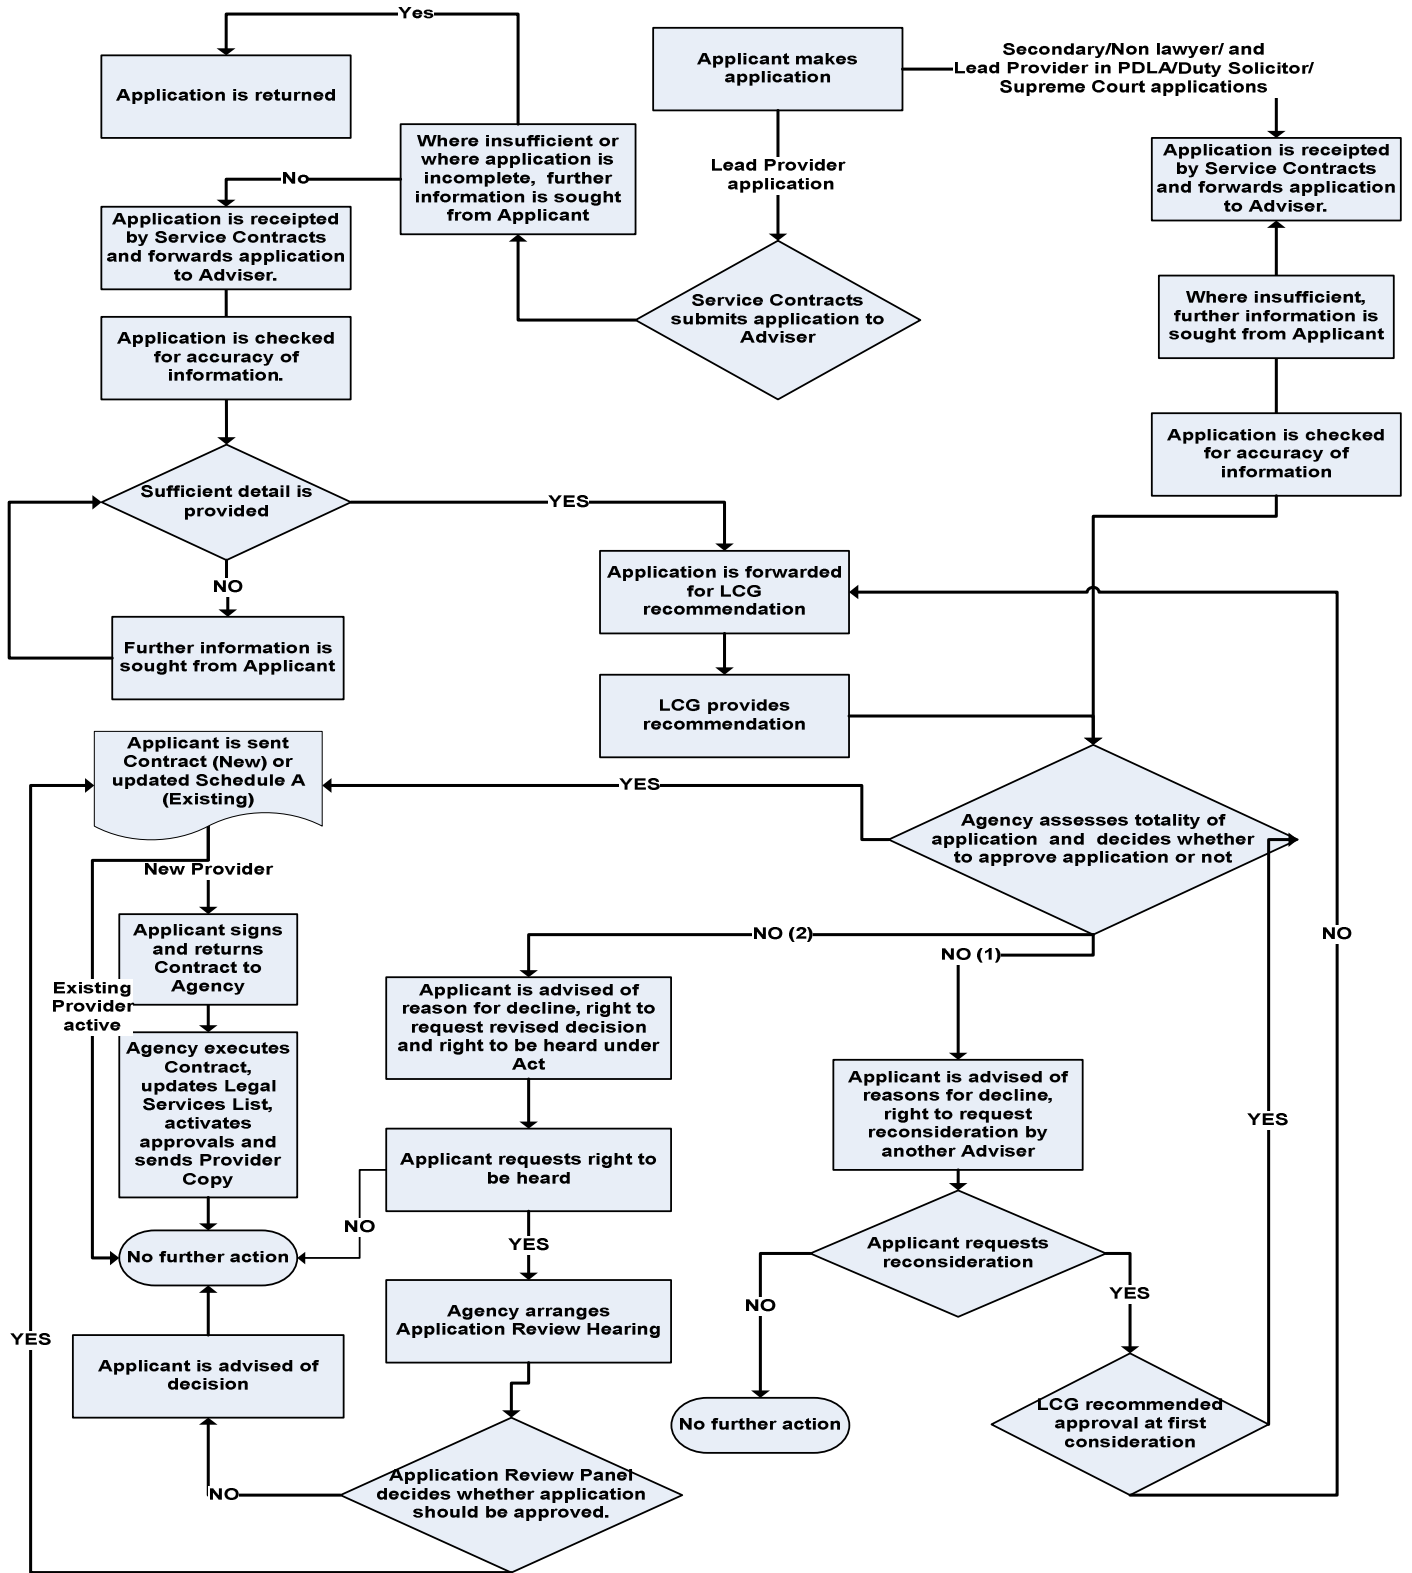 Yes
Applicant makes
application
Secondary/Non lawyer/ and
Lead Provider in PDLA/Duty Solicitor/
Supreme Court applications
Application is returned
Where insufficient or
where application is
incomplete, further
information is sought
from Applicant
Lead Provider
application
Application is receipted
by Service Contracts
and forwards application
to Adviser.
No
Application is receipted
by Service Contracts
and forwards application
to Adviser.
Service Contracts
submits application to
Adviser
Where insufficient,
further information is
sought from Applicant
Application is checked
for accuracy of
information.
Application is checked
for accuracy of
information
Sufficient detail is
provided
YES
NO
Application is forwarded
for LCG
recommendation
Further information is
sought from Applicant
LCG provides
recommendation
Applicant is sent
Contract (New) or
updated Schedule A
(Existing)
YES
Agency assesses totality of
application and decides whether
to approve application or not
New Provider
NO (2)
NO (1)
NO
Applicant signs
and returns
Contract to
Agency
Existing
Provider
active
Applicant is advised of
reason for decline, right to
request revised decision
and right to be heard under
Act
Agency executes
Contract,
updates Legal
Services List,
activates
approvals and
sends Provider
Copy
Applicant is advised of
reasons for decline,
right to request
reconsideration by
another Adviser
YES
Applicant requests right to
be heard
NO
YES
No further action
Applicant requests
reconsideration
NO
YES
Agency arranges
Application Review Hearing
YES
Applicant is advised of
decision
No further action
LCG recommended
approval at first
consideration
NO
Application Review Panel
decides whether application
should be approved.